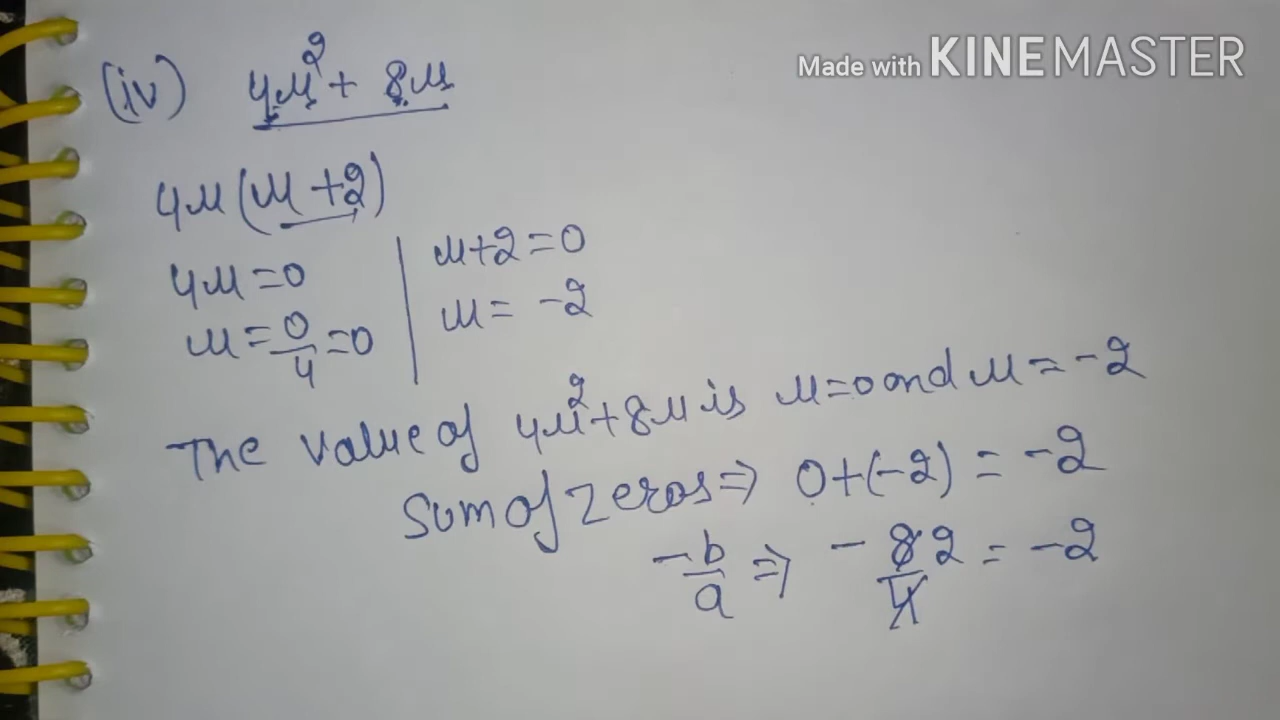 Made with KINEMASTER
(iv) 4u² + 8u
4u(u+2)
4u=0 | u+2=0
u=0/4=0 | u= -2
The value of 4u²+8u is u=0 and u=-2
Sum of zeros ⇒ 0+(-2) = -2
-b/a ⇒ -8/4 2 = -2